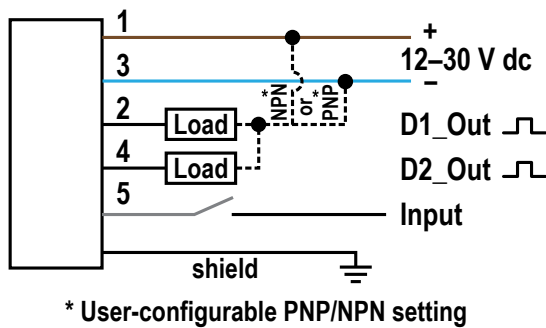 1
+
12–30 V dc
3
–
* NPN or * PNP
2
Load
D1_Out
4
Load
D2_Out
5
Input
shield
* User-configurable PNP/NPN setting